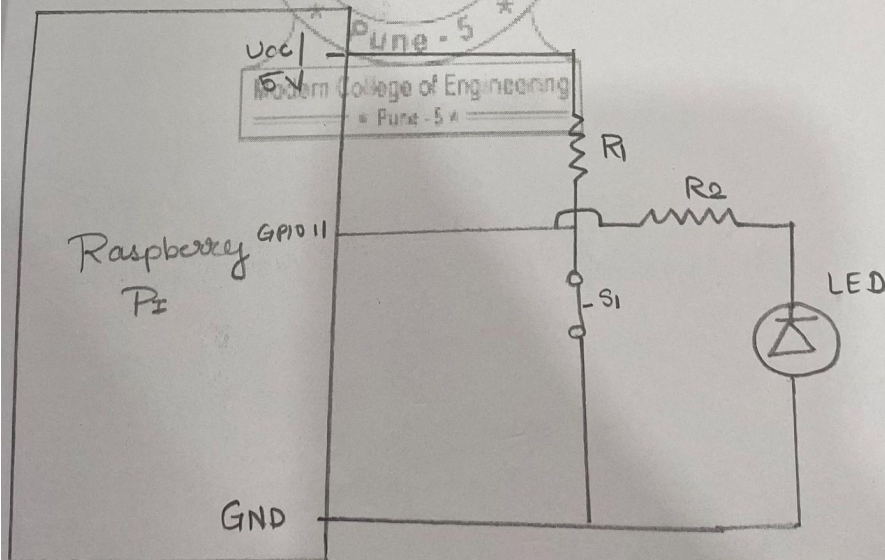 Pune - 5
Vcc
5V
Modern College of Engineering
* Pune - 5 *
R1
R2
GPIO 11
Raspberry
PI
S1
LED
GND